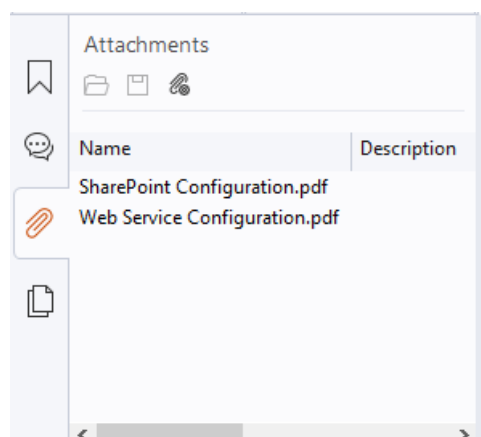 Attachments
Name Description
SharePoint Configuration.pdf
Web Service Configuration.pdf